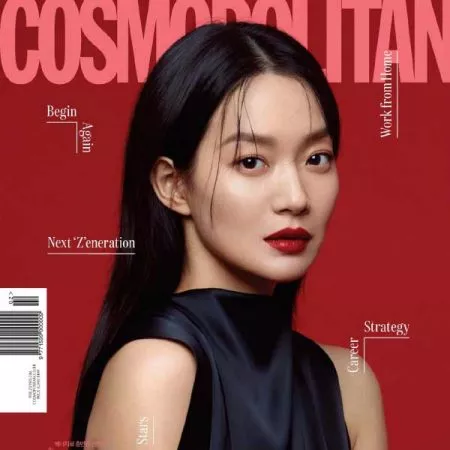 COSMOPOLITAN
Begin
Again
Work from Home
Next ‘Z’eneration
Strategy
Career
Stars